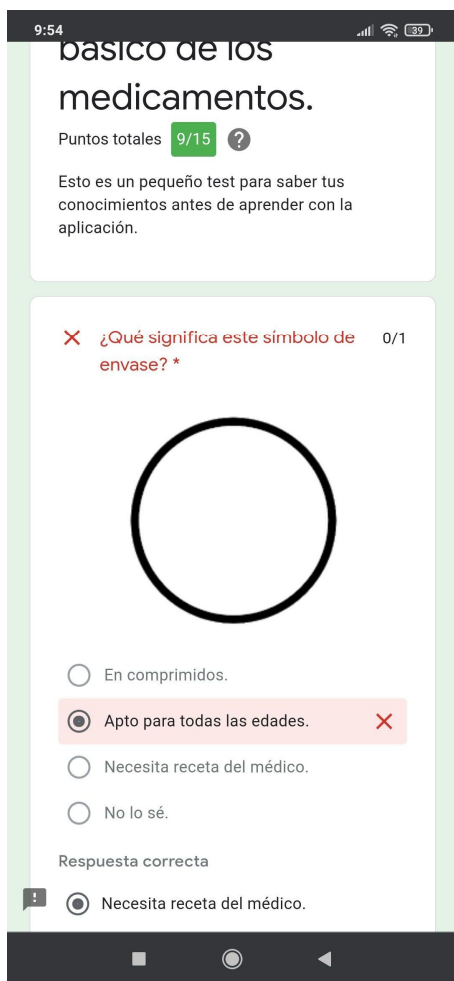 9:54
39
básico de los
medicamentos.
Puntos totales 9/15 ?
Esto es un pequeño test para saber tus
conocimientos antes de aprender con la
aplicación.
¿Qué significa este símbolo de 0/1
envase? *
En comprimidos.
Apto para todas las edades.
Necesita receta del médico.
No lo sé.
Respuesta correcta
Necesita receta del médico.